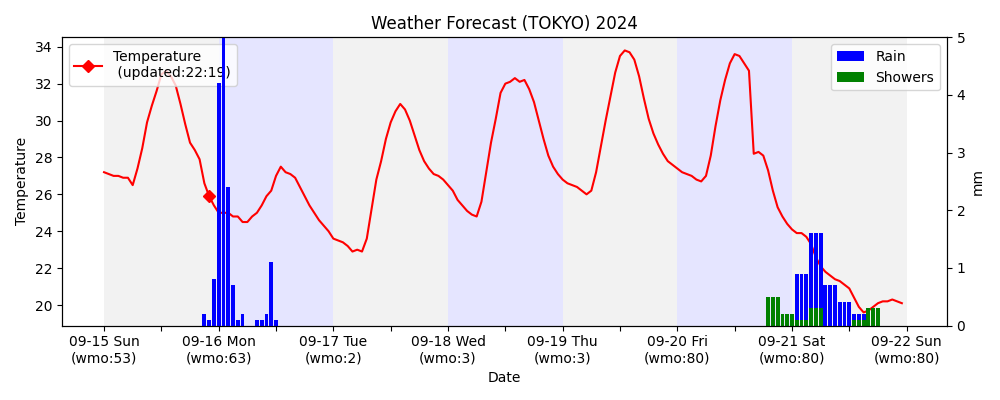 Weather Forecast (TOKYO) 2024
Temperature
(updated:22:19)
Rain
Showers
34
32
30
28
26
24
22
20
Temperature
5
4
3
2
1
0
mm
09-15 Sun
(wmo:53)
09-16 Mon
(wmo:63)
09-17 Tue
(wmo:2)
09-18 Wed
(wmo:3)
09-19 Thu
(wmo:3)
09-20 Fri
(wmo:80)
09-21 Sat
(wmo:80)
09-22 Sun
(wmo:80)
Date